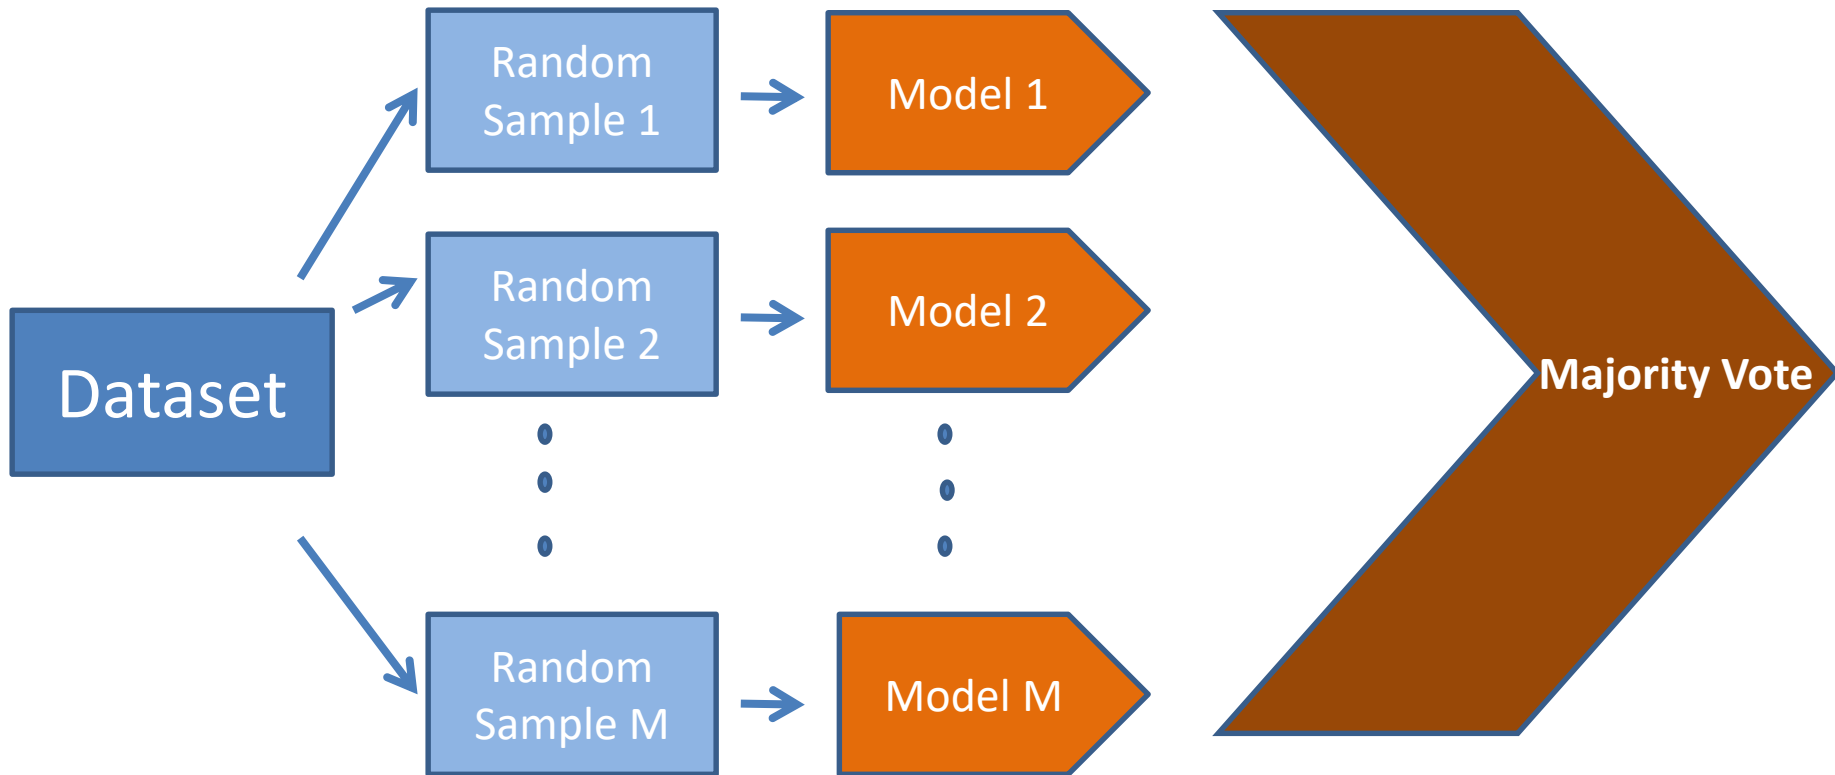 Dataset
Random
Sample 1
Model 1
Random
Sample 2
Model 2
Random
Sample M
Model M
Majority Vote